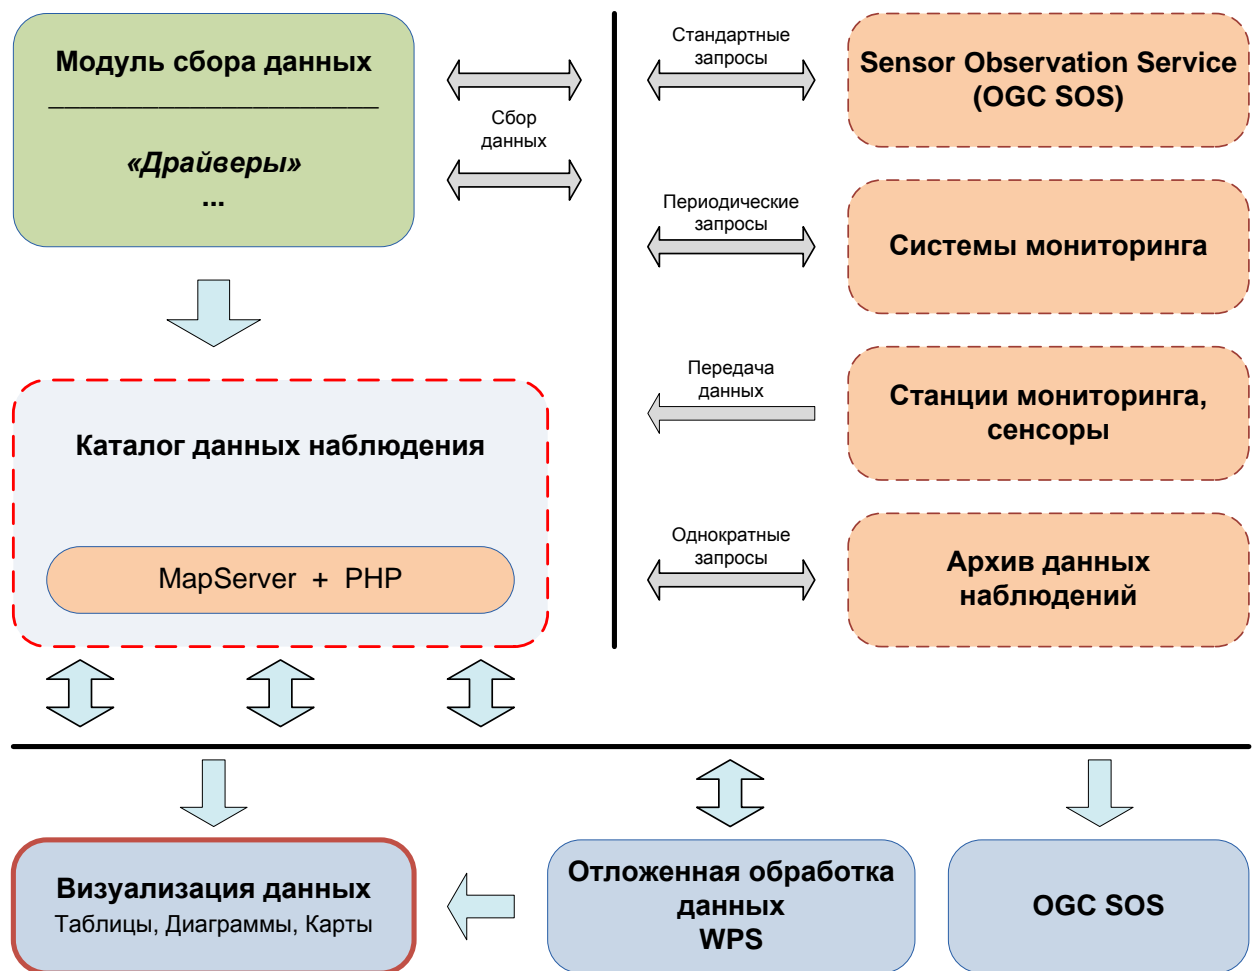 Модуль сбора данных
«Драйверы»
...
Сбор
данных
Стандартные
запросы
Sensor Observation Service
(OGC SOS)
Периодические
запросы
Системы мониторинга
Передача
данных
Станции мониторинга,
сенсоры
Однократные
запросы
Архив данных
наблюдений
Каталог данных наблюдения
MapServer + PHP
Визуализация данных
Таблицы, Диаграммы, Карты
Отложенная обработка
данных
WPS
OGC SOS